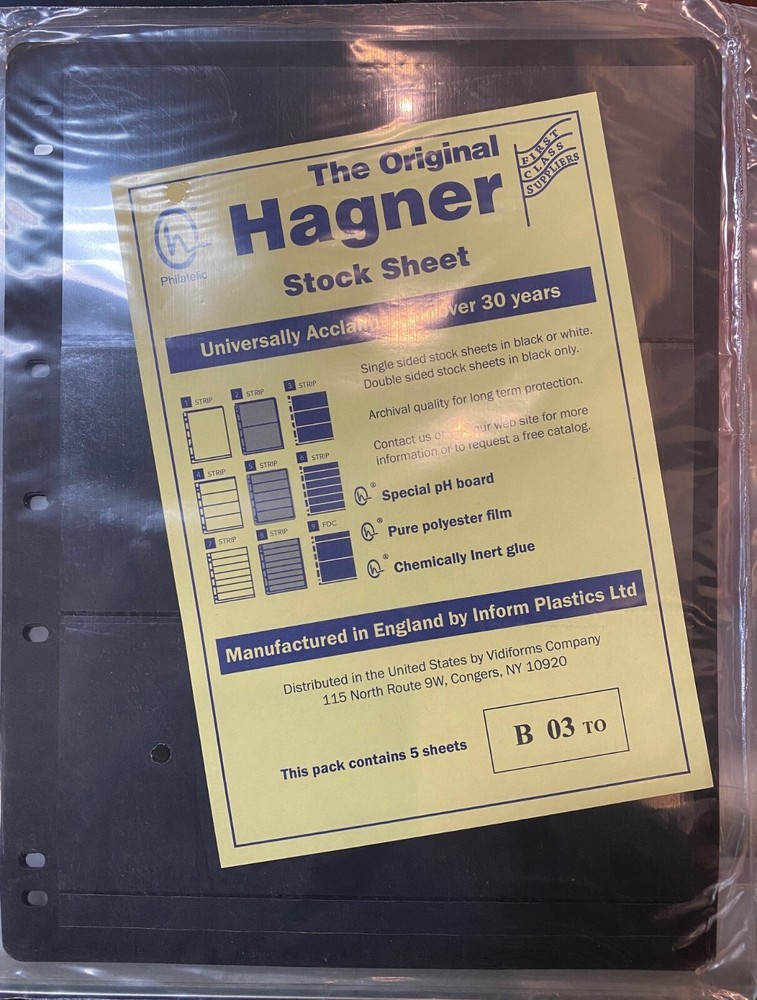 The Original
Hagner
Stock Sheet
FIRST
CLASS
SUPPLIERS
h
Philatelic
Universally over 30 years
Single sided stock sheets in black or white.
Double sided stock sheets in black only.
Archival quality for long term protection.
Contact us our web site for more
information or to request a free catalog.
1 STRIP
2 STRIP
3 STRIP
4 STRIP
5 STRIP
6 STRIP
7 STRIP
8 STRIP
9 FDC
h® Special pH board
h® Pure polyester film
h® Chemically Inert glue
Manufactured in England by Inform Plastics Ltd
Distributed in the United States by Vidiforms Company
115 North Route 9W, Congers, NY 10920
This pack contains 5 sheets
B 03 TO